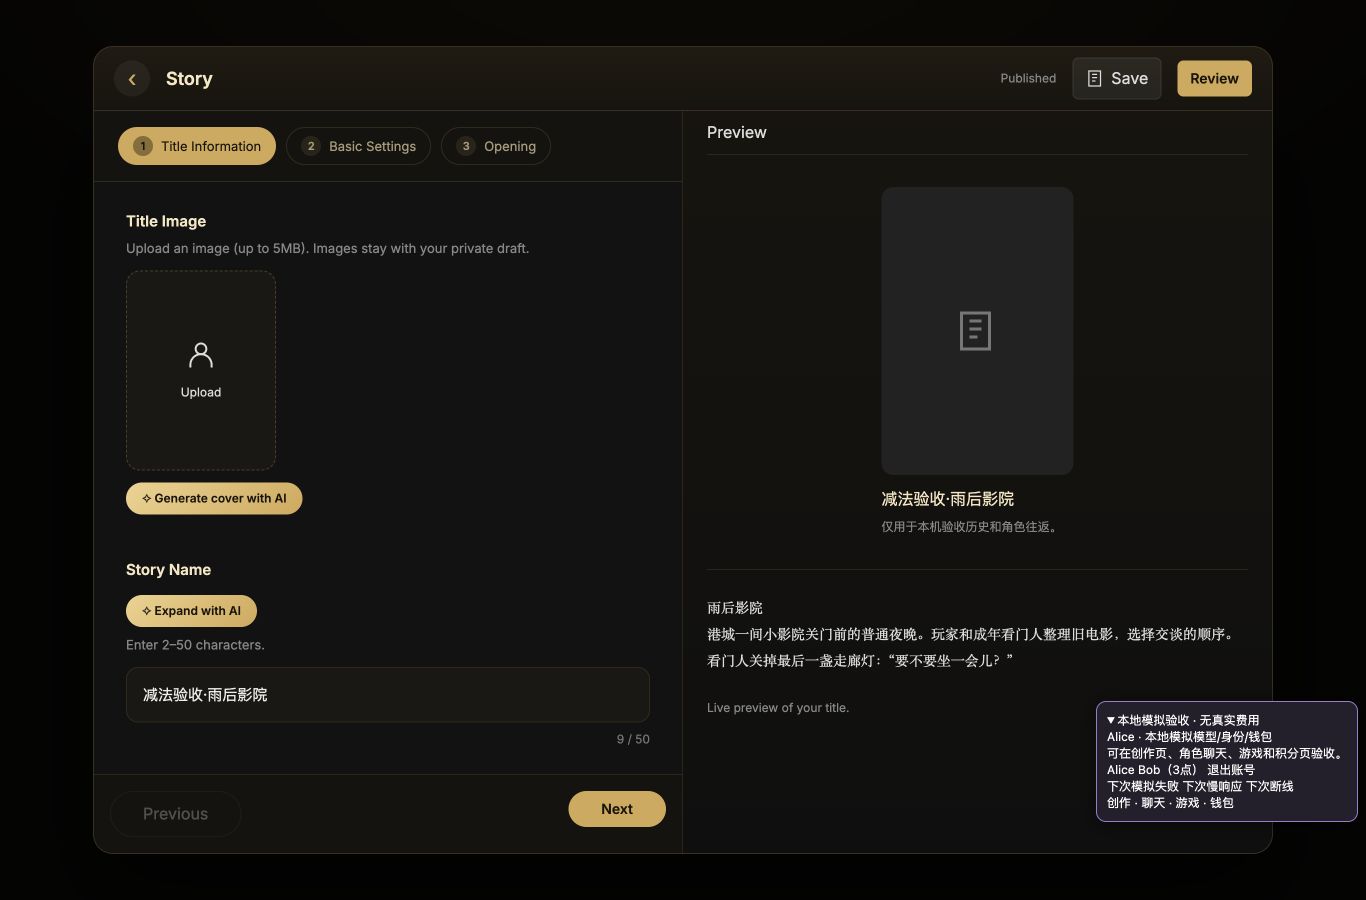 Story
Published
Save
Review
1 Title Information
2 Basic Settings
3 Opening
Title Image
Upload an image (up to 5MB). Images stay with your private draft.
Upload
✧ Generate cover with AI
Story Name
✧ Expand with AI
Enter 2–50 characters.
减法验收·雨后影院
9 / 50
Previous
Next
Preview
减法验收·雨后影院
仅用于本机验收历史和角色往返。
雨后影院
港城一间小影院关门前的普通夜晚。玩家和成年看门人整理旧电影，选择交谈的顺序。
看门人关掉最后一盏走廊灯：“要不要坐一会儿？”
Live preview of your title.
▼本地模拟验收 · 无真实费用
Alice · 本地模拟模型/身份/钱包
可在创作页、角色聊天、游戏和积分页验收。
Alice Bob（3点） 退出账号
下次模拟失败 下次慢响应 下次断线
创作 · 聊天 · 游戏 · 钱包